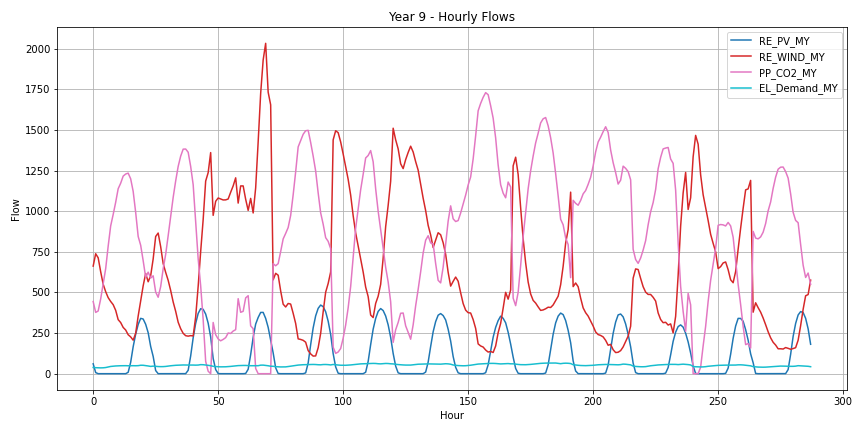 Year 9 - Hourly Flows
RE_PV_MY
RE_WIND_MY
PP_CO2_MY
EL_Demand_MY
Flow
2000
1750
1500
1250
1000
750
500
250
0
0 50 100 150 200 250 300
Hour